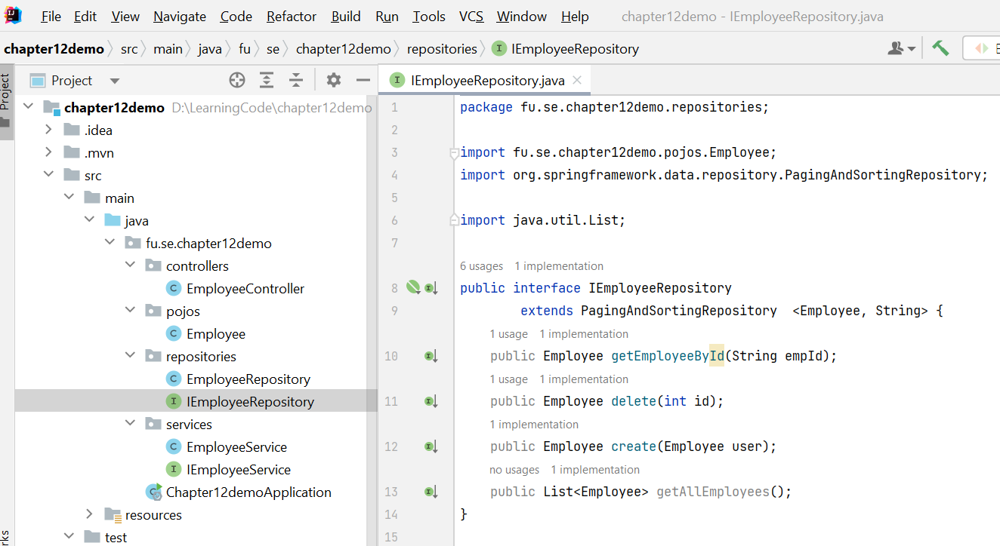 File Edit View Navigate Code Refactor Build Run Tools VCS Window Help chapter12demo - IEmployeeRepository.java
chapter12demo src main java fu se chapter12demo repositories I IEmployeeRepository
Project
Project
I IEmployeeRepository.java
chapter12demo D:\LearningCode\chapter12demo
.idea
.mvn
src
main
java
fu.se.chapter12demo
controllers
C EmployeeController
pojos
C Employee
repositories
C EmployeeRepository
I IEmployeeRepository
services
C EmployeeService
I IEmployeeService
C Chapter12demoApplication
resources
test
1 package fu.se.chapter12demo.repositories;
2
3 import fu.se.chapter12demo.pojos.Employee;
4 import org.springframework.data.repository.PagingAndSortingRepository;
5
6 import java.util.List;
7
6 usages 1 implementation
8 public interface IEmployeeRepository
9 extends PagingAndSortingRepository <Employee, String> {
1 usage 1 implementation
10 public Employee getEmployeeById(String empId);
1 usage 1 implementation
11 public Employee delete(int id);
1 implementation
12 public Employee create(Employee user);
no usages 1 implementation
13 public List<Employee> getAllEmployees();
14 }
15